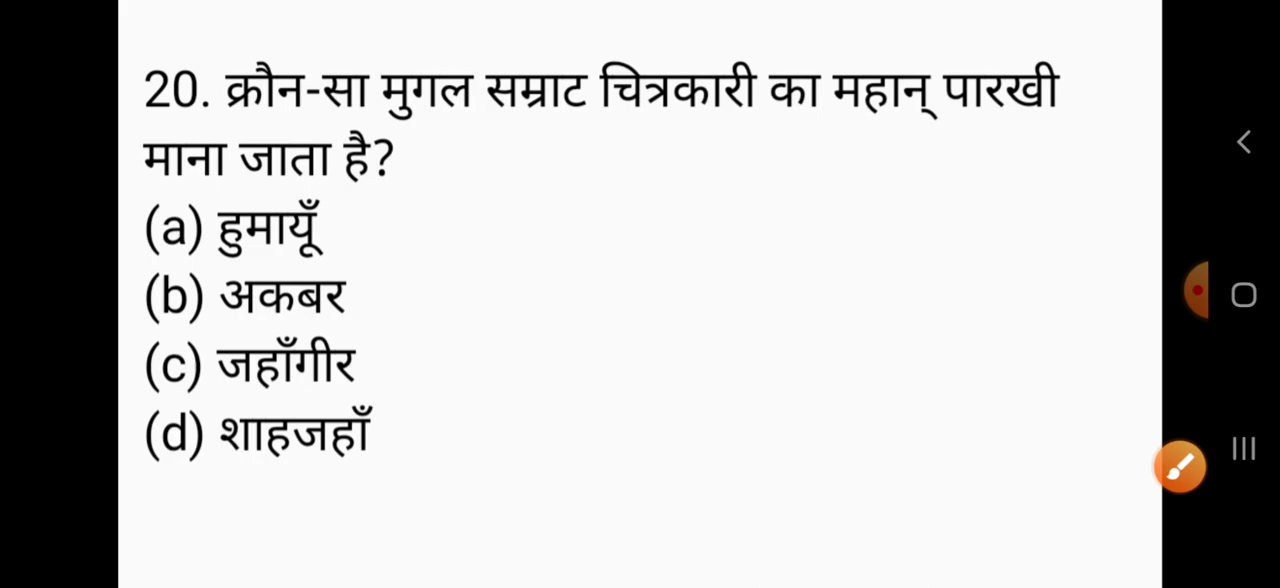 20. क्रौन-सा मुगल सम्राट चित्रकारी का महान् पारखी
माना जाता है?
(a) हुमायूँ
(b) अकबर
(c) जहाँगीर
(d) शाहजहाँ